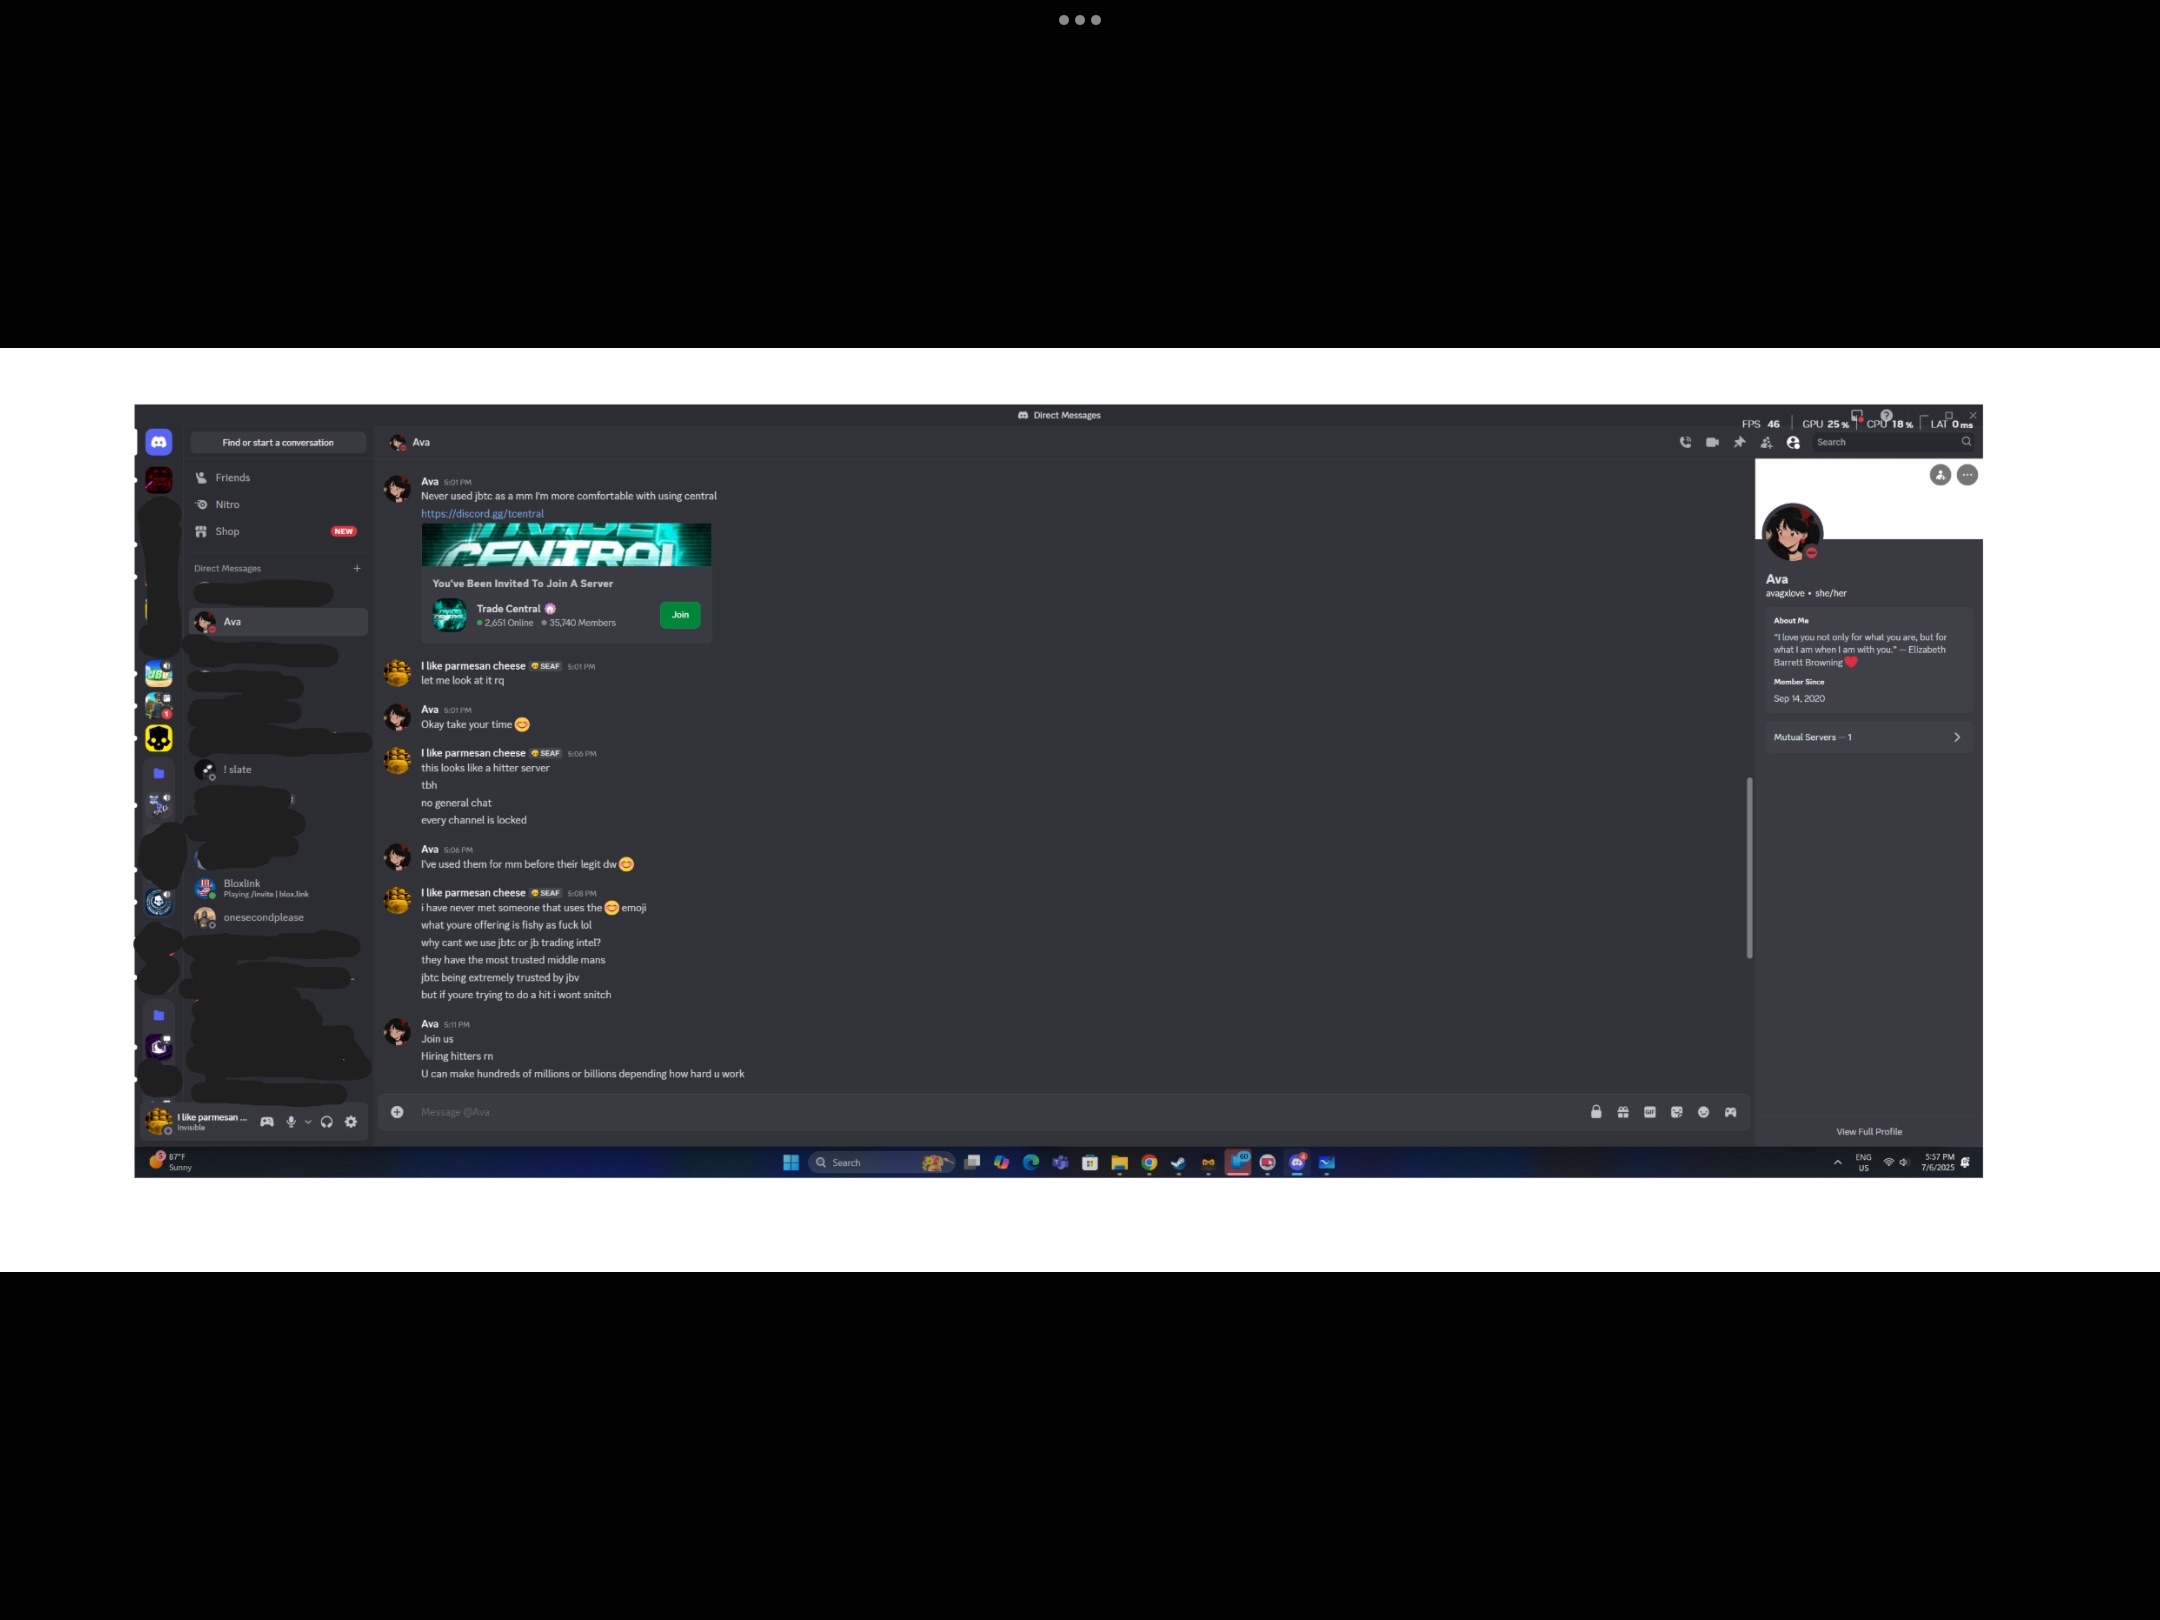 Direct Messages
FPS 46 GPU 25 % CPU 18 % LAT 0 ms
Find or start a conversation
Friends
Nitro
Shop NEW
Direct Messages +
Ava
! slate
Bloxlink
Playing /invite | blox.link
onesecondplease
I like parmesan ...
Invisible
Ava
Search
Ava 5:01 PM
Never used jbtc as a mm I'm more comfortable with using central
https://discord.gg/tcentral
TRADE
CENTRAL
You've Been Invited To Join A Server
Trade Central
2,651 Online 35,740 Members
Join
I like parmesan cheese SEAF 5:01 PM
let me look at it rq
Ava 5:01 PM
Okay take your time 😊
I like parmesan cheese SEAF 5:06 PM
this looks like a hitter server
tbh
no general chat
every channel is locked
Ava 5:06 PM
I've used them for mm before their legit dw 😊
I like parmesan cheese SEAF 5:08 PM
i have never met someone that uses the 😊 emoji
what youre offering is fishy as fuck lol
why cant we use jbtc or jb trading intel?
they have the most trusted middle mans
jbtc being extremely trusted by jbv
but if youre trying to do a hit i wont snitch
Ava 5:11 PM
Join us
Hiring hitters rn
U can make hundreds of millions or billions depending how hard u work
Message @Ava
GIF
Ava
avagxlove • she/her
About Me
"I love you not only for what you are, but for
what I am when I am with you." — Elizabeth
Barrett Browning ❤️
Member Since
Sep 14, 2020
Mutual Servers — 1
View Full Profile
87°F
Sunny
Search
ENG
US
5:57 PM
7/6/2025